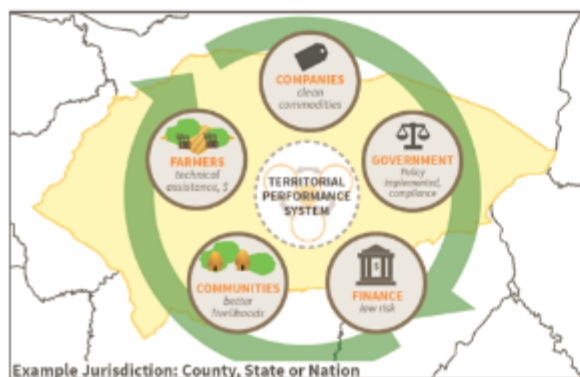 COMPANIES
clean
commodities
GOVERNMENT
Policy
implemented,
compliance
FINANCE
low risk
COMMUNITIES
better
livelihoods
FARMERS
technical
assistance, $
TERRITORIAL
PERFORMANCE
SYSTEM
Example Jurisdiction: County, State or Nation